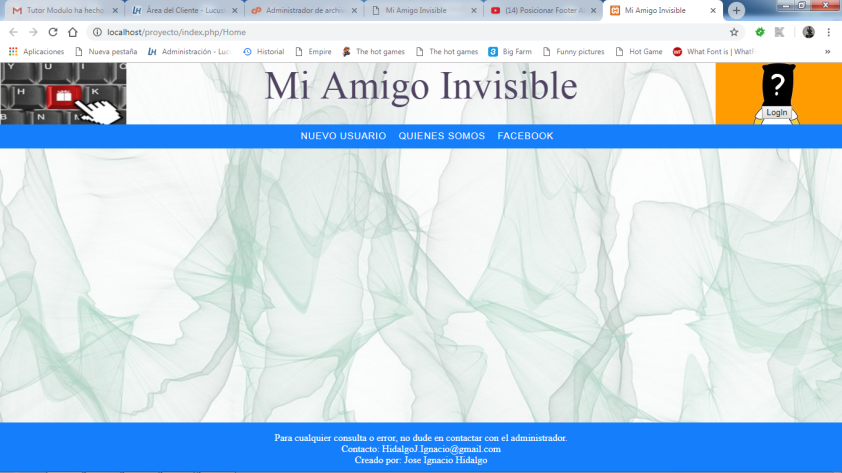 Tutor Modulo ha hecho
Área del Cliente - Lucus
Administrador de archiv
Mi Amigo Invisible
(14) Posicionar Footer A
Mi Amigo Invisible
localhost/proyecto/index.php/Home
Aplicaciones
Nueva pestaña
Administración - Luc
Historial
Empire
The hot games
The hot games
Big Farm
Funny pictures
Hot Game
What Font is | What
Y U I O
H K
B N
Mi Amigo Invisible
?
Login
NUEVO USUARIO QUIENES SOMOS FACEBOOK
Para cualquier consulta o error, no dude en contactar con el administrador.
Contacto: HidalgoJ.Ignacio@gmail.com
Creado por: Jose Ignacio Hidalgo